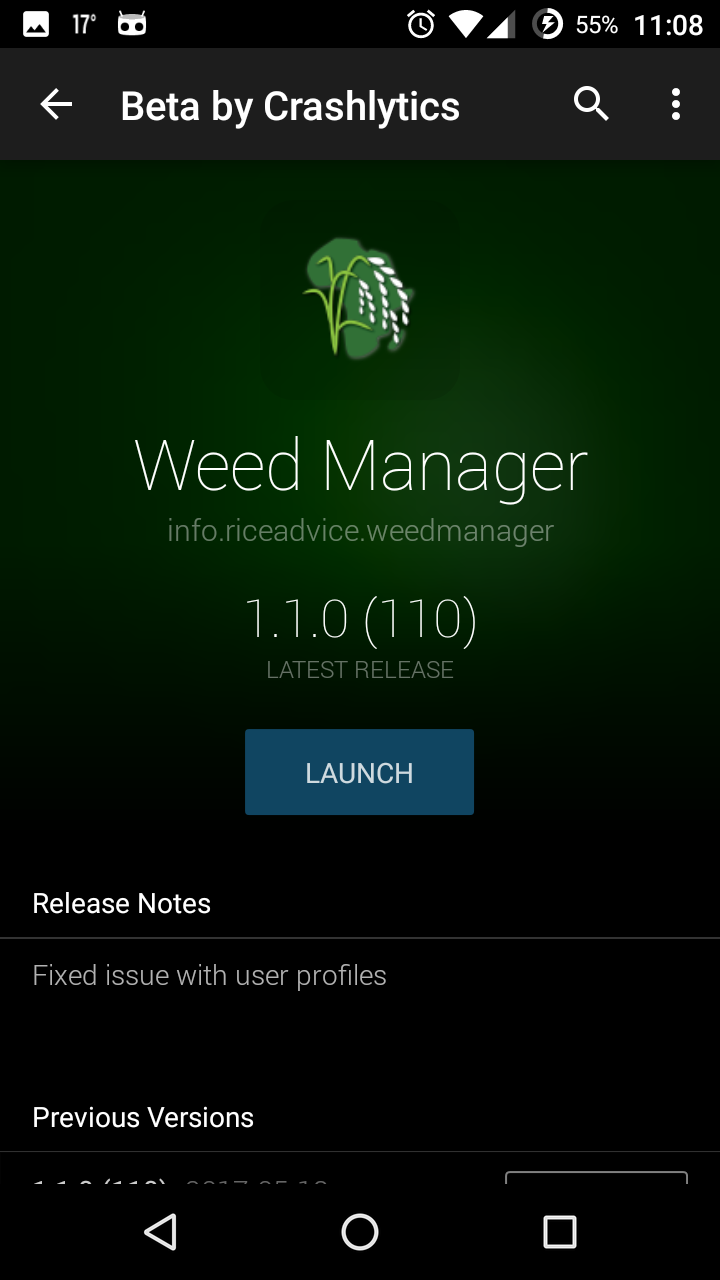 17° 55% 11:08
Beta by Crashlytics
Weed Manager
info.riceadvice.weedmanager
1.1.0 (110)
LATEST RELEASE
LAUNCH
Release Notes
Fixed issue with user profiles
Previous Versions